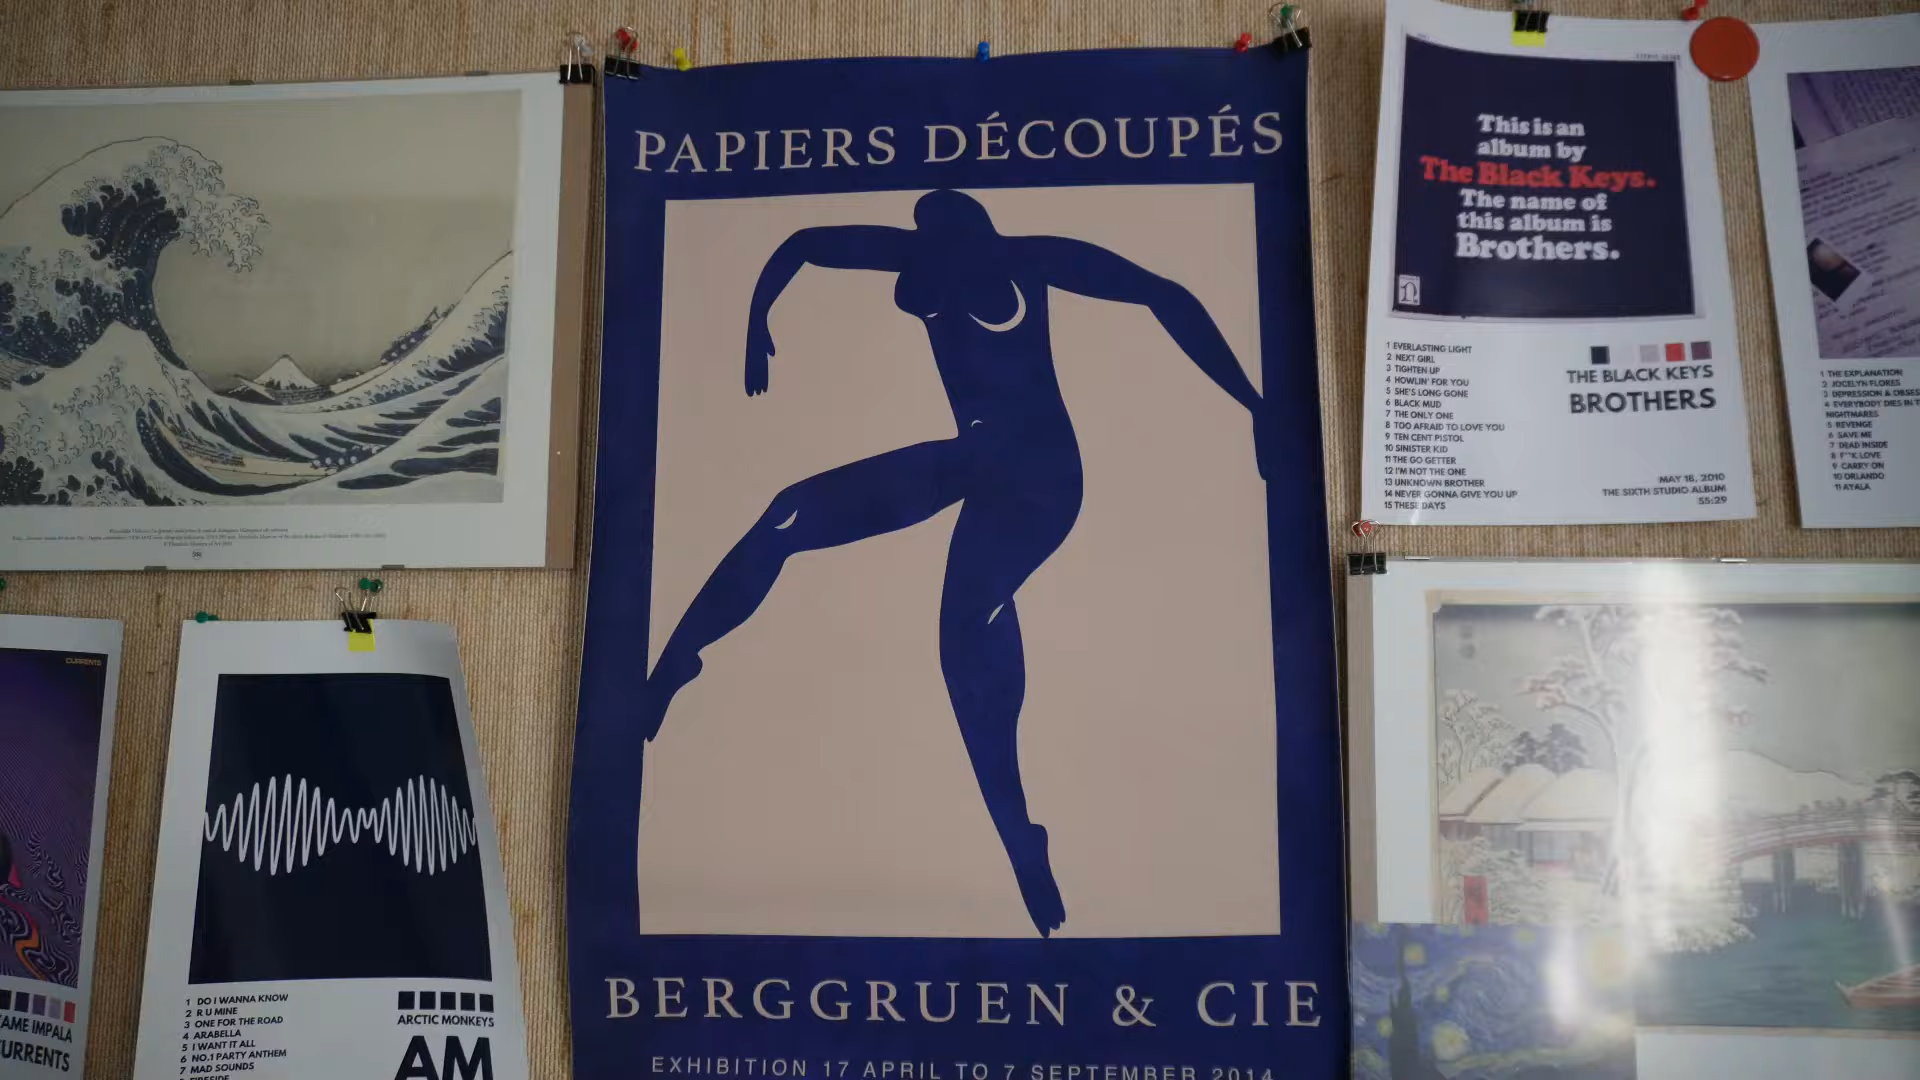 PAPIERS DÉCOUPÉS
BERGGRUEN & CIE
EXHIBITION 17 APRIL TO 7 SEPTEMBER 2014
This is an
album by
The Black Keys.
The name of
this album is
Brothers.
1 EVERLASTING LIGHT
2 NEXT GIRL
3 TIGHTEN UP
4 HOWLIN' FOR YOU
5 SHE'S LONG GONE
6 BLACK MUD
7 THE ONLY ONE
8 TOO AFRAID TO LOVE YOU
9 TEN CENT PISTOL
10 SINISTER KID
11 THE GO GETTER
12 I'M NOT THE ONE
13 UNKNOWN BROTHER
14 NEVER GONNA GIVE YOU UP
15 THESE DAYS
THE BLACK KEYS
BROTHERS
MAY 18, 2010
THE SIXTH STUDIO ALBUM
55:29
1 THE EXPLANATION
2 JOCELYN FLORES
3 DEPRESSION & OBSES
4 EVERYBODY DIES IN T
NIGHTMARES
5 REVENGE
6 SAVE ME
7 DEAD INSIDE
8 F**K LOVE
9 CARRY ON
10 ORLANDO
11 AYALA
CURRENTS
AME IMPALA
URRENTS
1 DO I WANNA KNOW
2 R U MINE
3 ONE FOR THE ROAD
4 ARABELLA
5 I WANT IT ALL
6 NO.1 PARTY ANTHEM
7 MAD SOUNDS
FIRESIDE
ARCTIC MONKEYS
AM